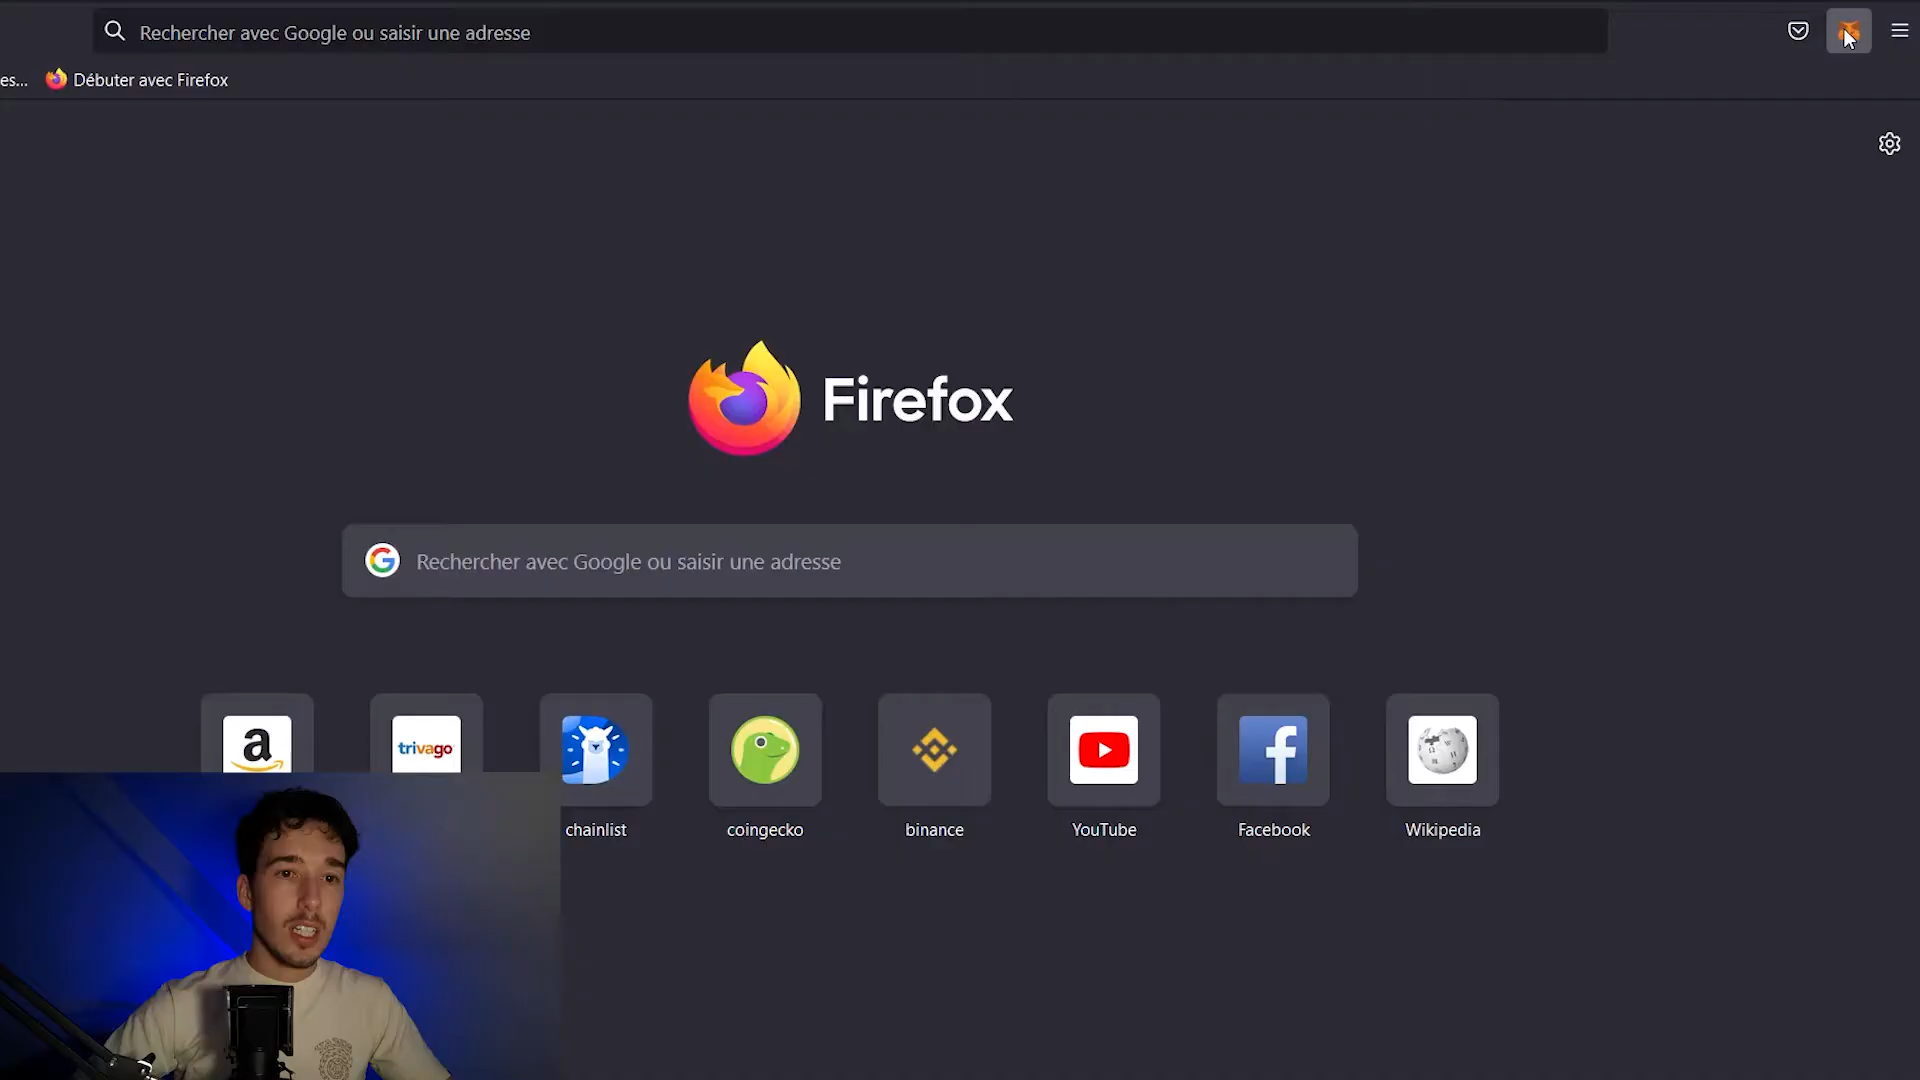 Rechercher avec Google ou saisir une adresse
es... Débuter avec Firefox
Firefox
Rechercher avec Google ou saisir une adresse
a trivago
chainlist coingecko binance YouTube Facebook Wikipedia